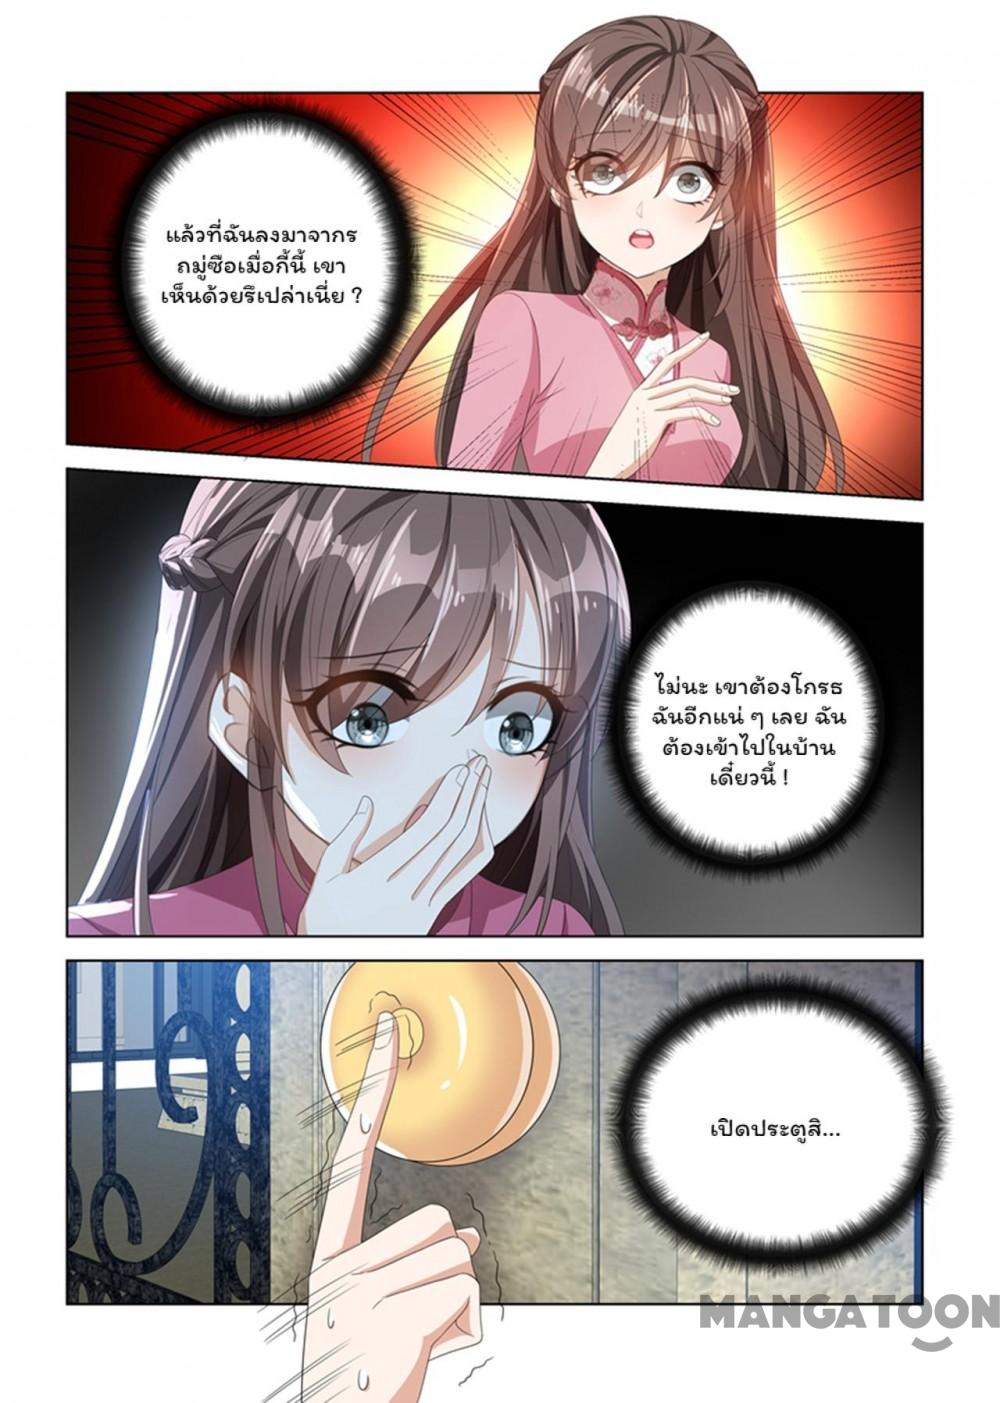 แล้วที่ฉันลงมาจากร
ถมู่ซือเมื่อกี้นี้ เขา
เห็นด้วยรึเปล่าเนี่ย ?
ไม่นะ เขาต้องโกรธ
ฉันอีกแน่ ๆ เลย ฉัน
ต้องเข้าไปในบ้าน
เดี๋ยวนี้ !
เปิดประตูสิ...
MANGATOON